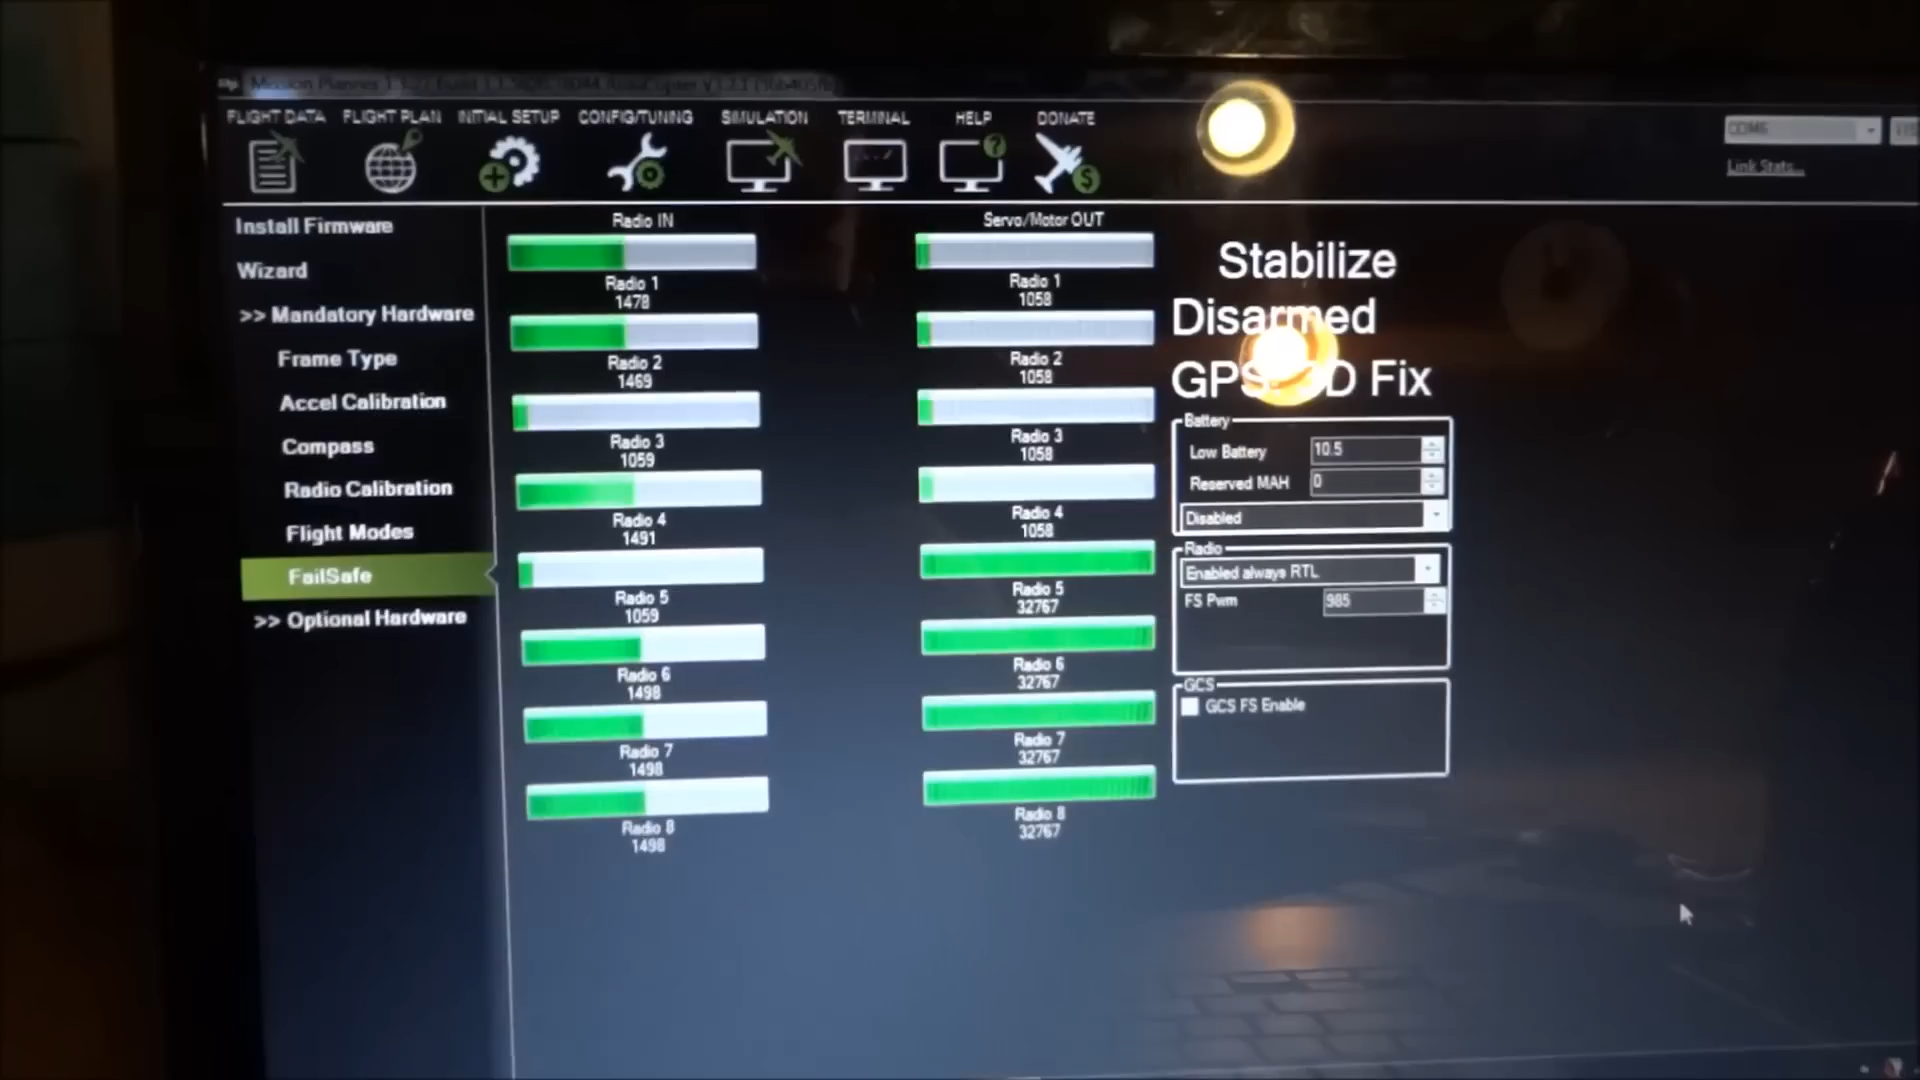 Mission Planner
FLIGHT DATA FLIGHT PLAN INITIAL SETUP CONFIG/TUNING SIMULATION TERMINAL HELP DONATE
COM6
Link Stats...
Install Firmware
Wizard
>> Mandatory Hardware
Frame Type
Accel Calibration
Compass
Radio Calibration
Flight Modes
FailSafe
>> Optional Hardware
Radio IN
Radio 1
1478
Radio 2
1469
Radio 3
1059
Radio 4
1491
Radio 5
1059
Radio 6
1498
Radio 7
1498
Radio 8
1498
Servo/Motor OUT
Radio 1
1058
Radio 2
1058
Radio 3
1058
Radio 4
1058
Radio 5
32767
Radio 6
32767
Radio 7
32767
Radio 8
32767
Stabilize
Disarmed
GPS: 3D Fix
Battery
Low Battery 10.5
Reserved MAH 0
Disabled
Radio
Enabled always RTL
FS Pwm 985
GCS
GCS FS Enable